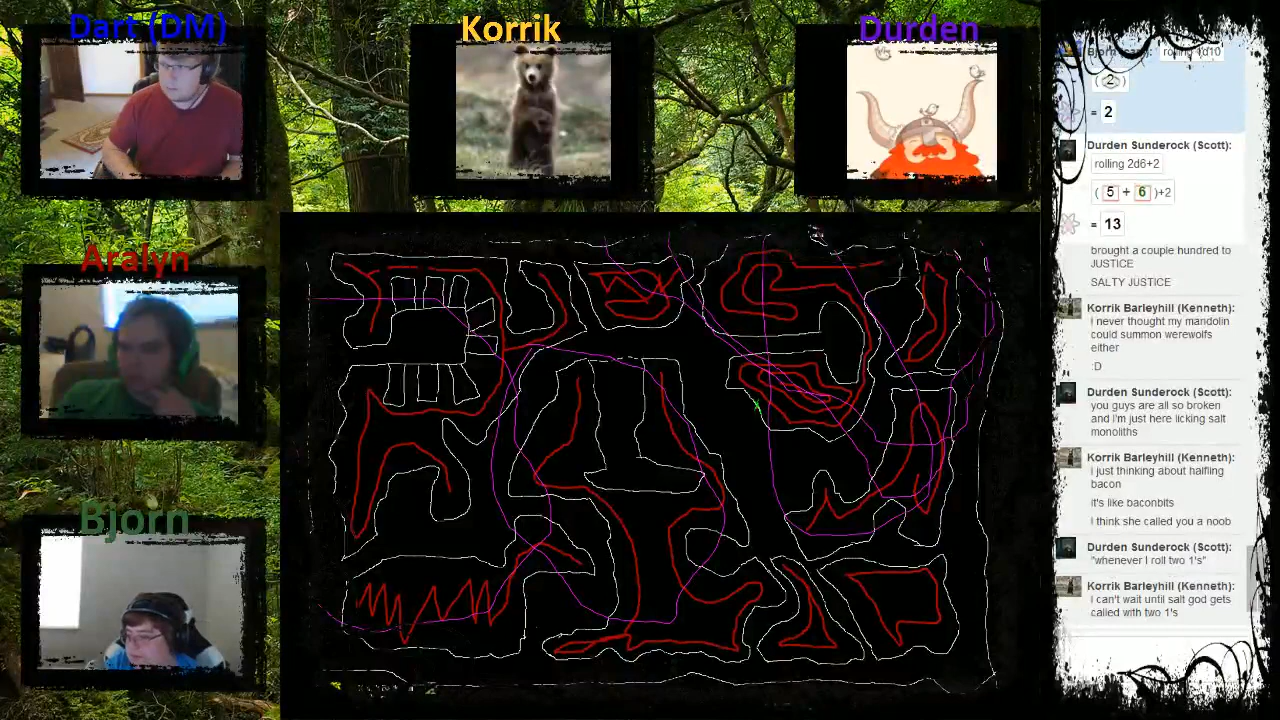 Dart (DM)
Korrik
Durden
Aralyn
Bjorn
rolling 1d10
(2)
= 2
Durden Sunderock (Scott):
rolling 2d6+2
( 5 + 6 )+2
= 13
brought a couple hundred to
JUSTICE
SALTY JUSTICE
Korrik Barleyhill (Kenneth):
I never thought my mandolin
could summon werewolfs
either
:D
Durden Sunderock (Scott):
you guys are all so broken
and I'm just here licking salt
monoliths
Korrik Barleyhill (Kenneth):
I just thinking about halfling
bacon
it's like baconbits
I think she called you a noob
Durden Sunderock (Scott):
"whenever I roll two 1's"
Korrik Barleyhill (Kenneth):
I can't wait until salt god gets
called with two 1's